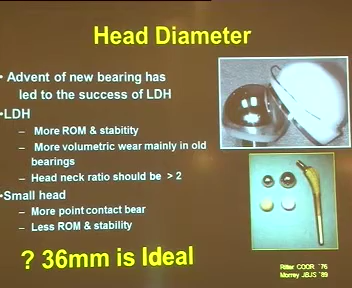 Head Diameter
• Advent of new bearing has
led to the success of LDH
•LDH
– More ROM & stabitity
– More volumetric wear mainly in old
bearings
– Head neck ratio should be > 2
•Small head
– More point contact bear
– Less ROM & stability
? 36mm is Ideal
Ritter COOR `76
Morrey JBJS `89